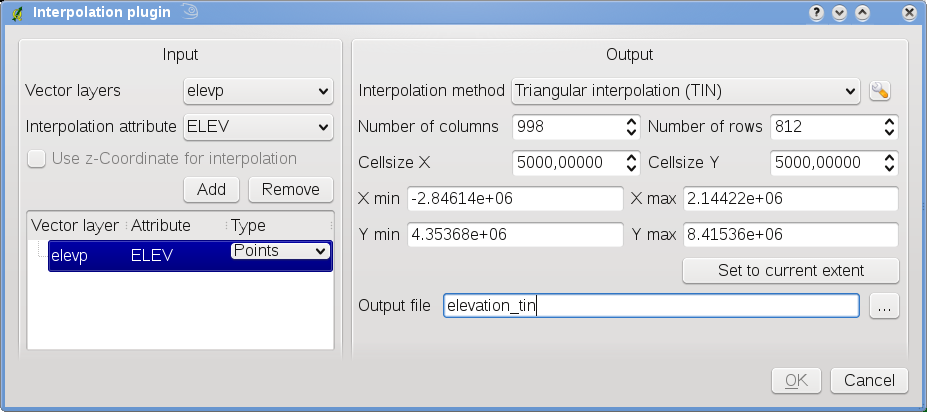 Interpolation plugin
Input
Vector layers elevp
Interpolation attribute ELEV
Use z-Coordinate for interpolation
Add Remove
Vector layer Attribute Type
elevp ELEV Points
Output
Interpolation method Triangular interpolation (TIN)
Number of columns 998 Number of rows 812
Cellsize X 5000,00000 Cellsize Y 5000,00000
X min -2.84614e+06 X max 2.14422e+06
Y min 4.35368e+06 Y max 8.41536e+06
Set to current extent
Output file elevation_tin ...
OK Cancel